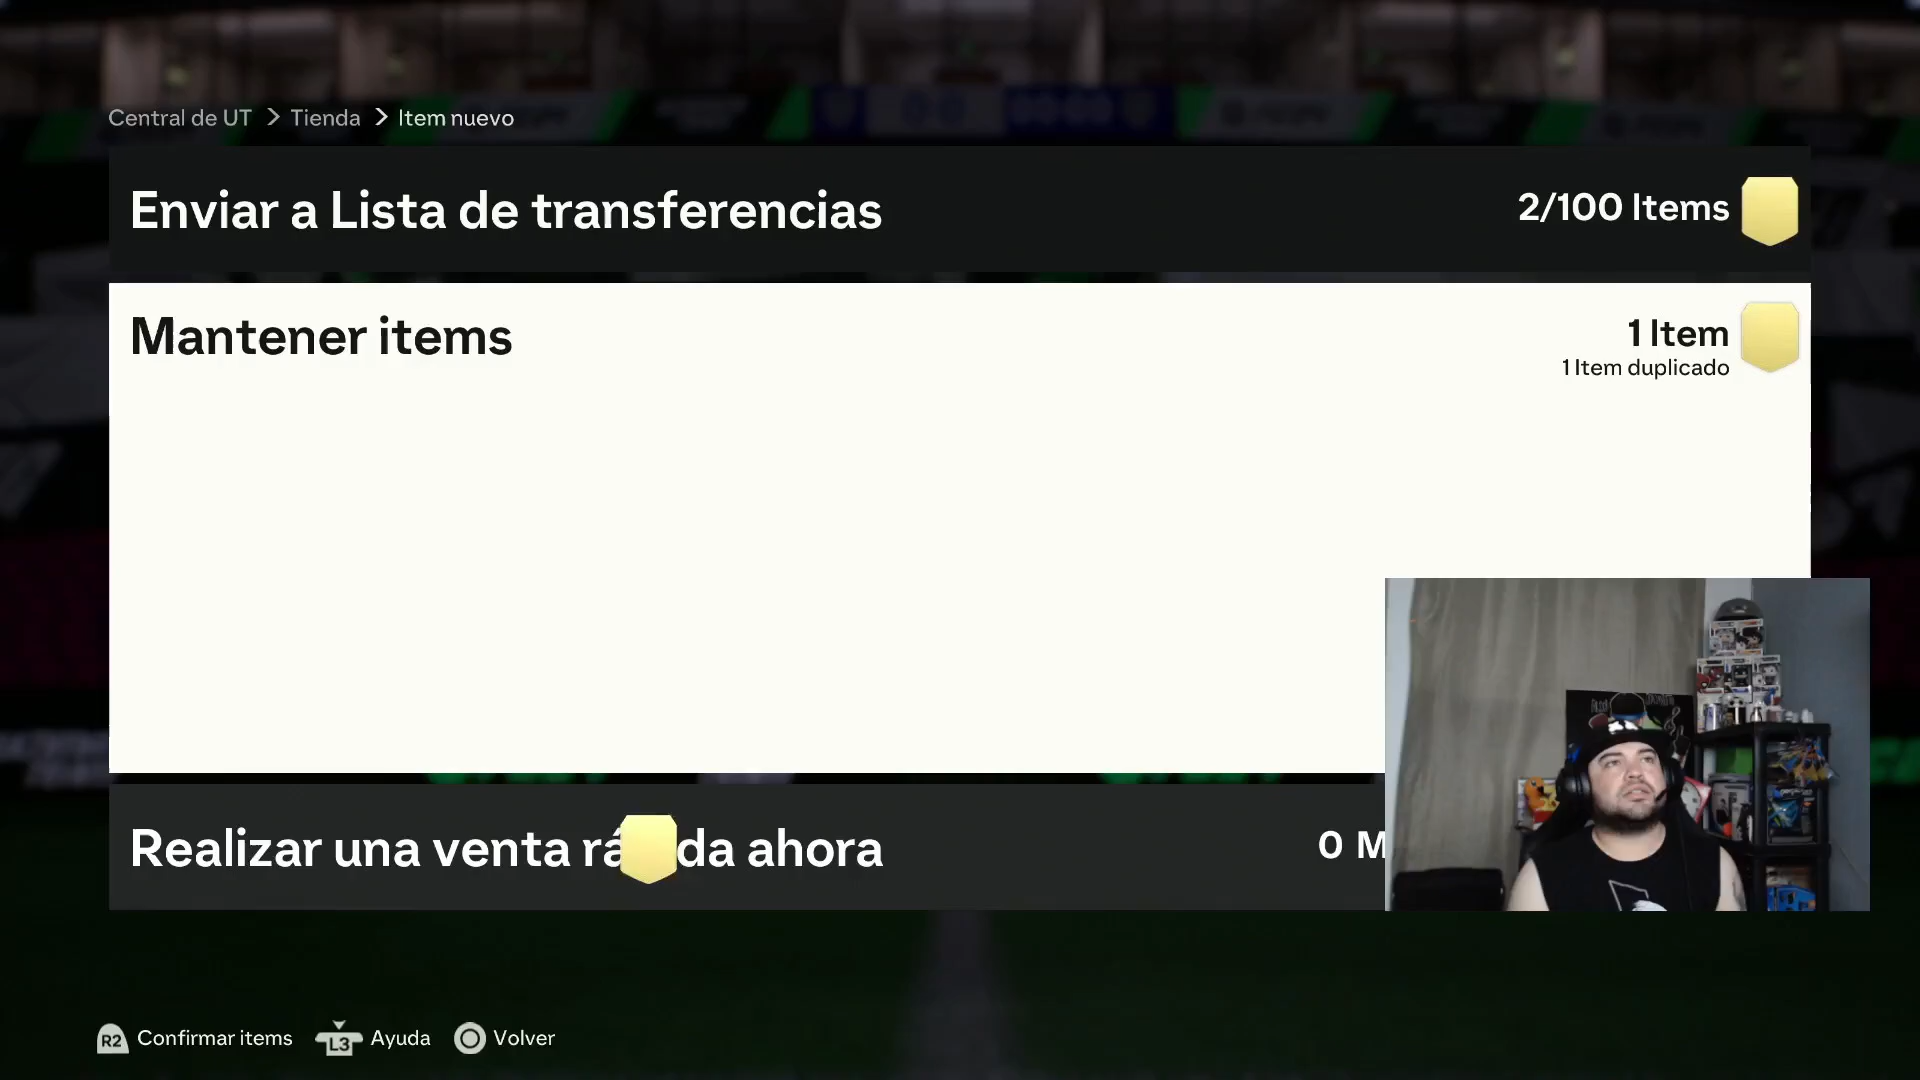 Central de UT > Tienda > Item nuevo
Enviar a Lista de transferencias
2/100 Items
Mantener items
1 Item
1 Item duplicado
Realizar una venta rá da ahora
0 M
R2 Confirmar items L3 Ayuda Volver